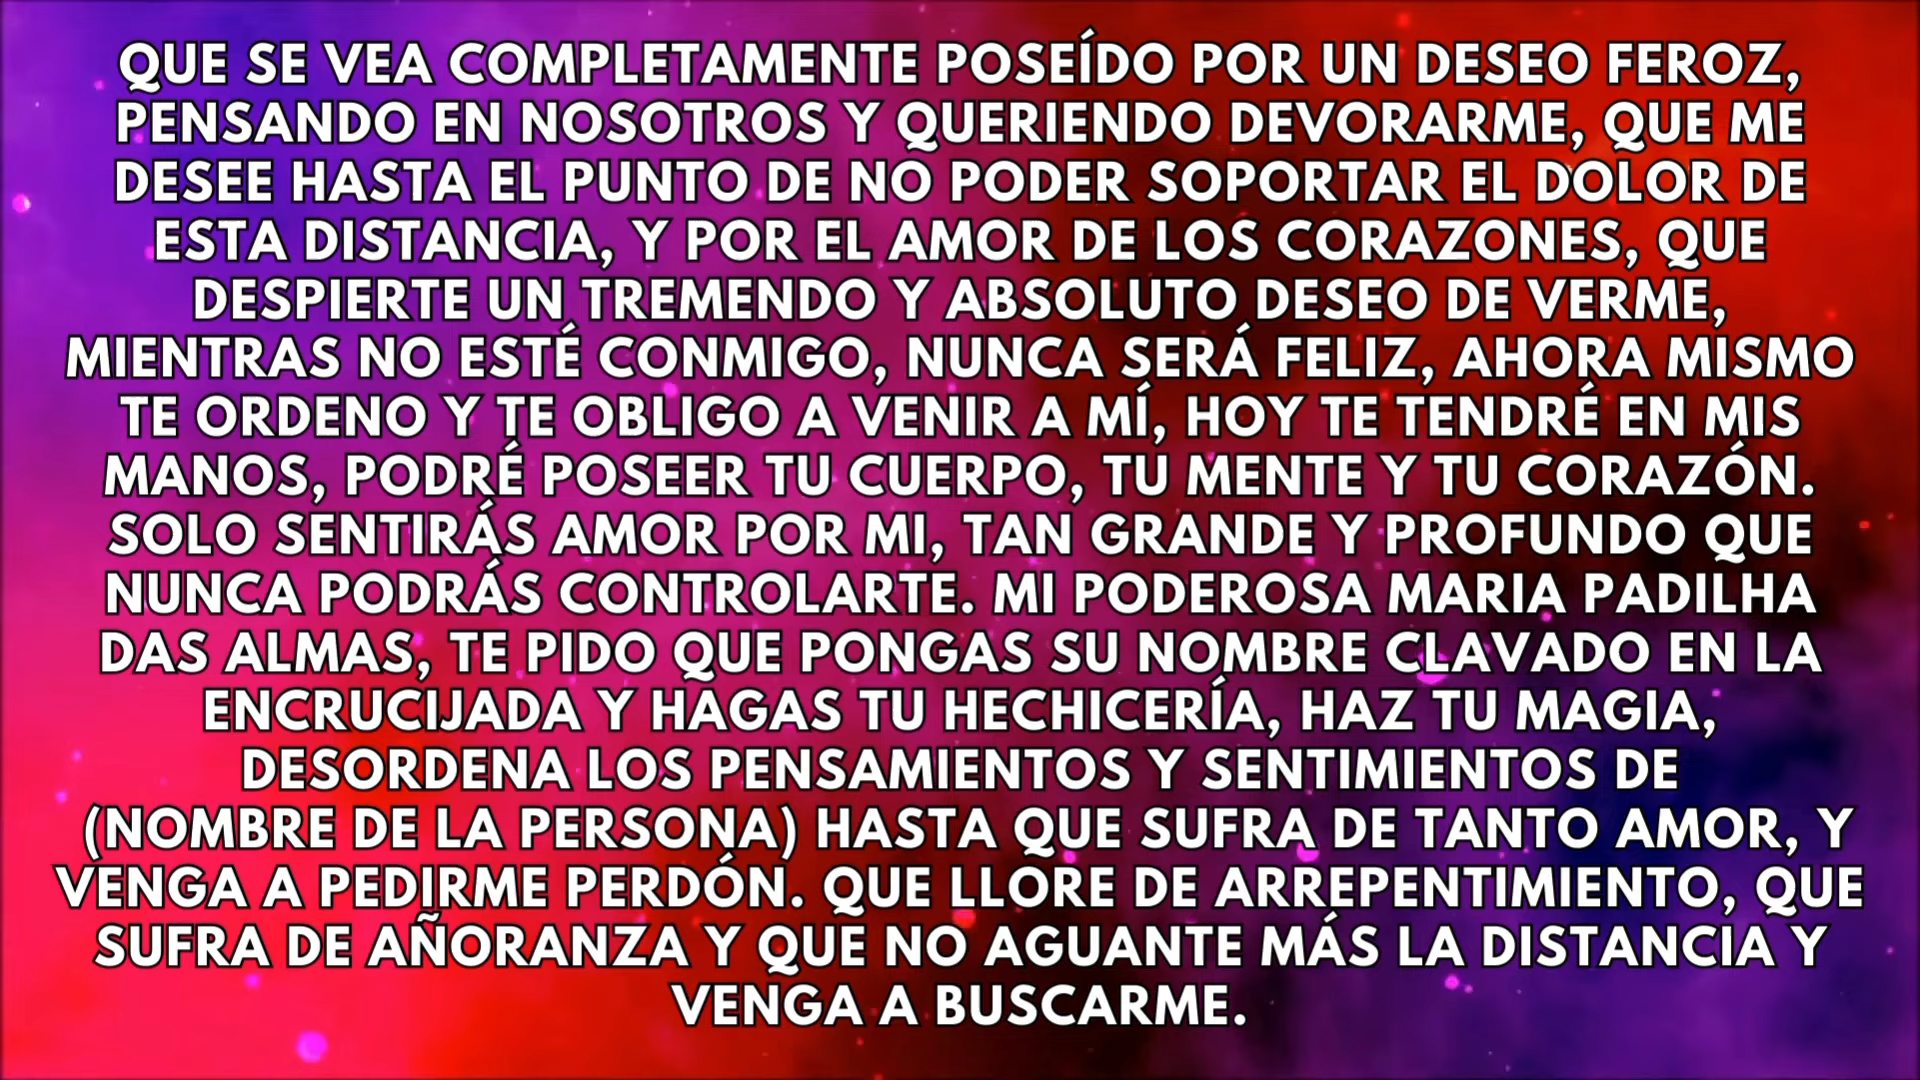 QUE SE VEA COMPLETAMENTE POSEÍDO POR UN DESEO FEROZ,
PENSANDO EN NOSOTROS Y QUERIENDO DEVORARME, QUE ME
DESEE HASTA EL PUNTO DE NO PODER SOPORTAR EL DOLOR DE
ESTA DISTANCIA, Y POR EL AMOR DE LOS CORAZONES, QUE
DESPIERTE UN TREMENDO Y ABSOLUTO DESEO DE VERME,
MIENTRAS NO ESTÉ CONMIGO, NUNCA SERÁ FELIZ, AHORA MISMO
TE ORDENO Y TE OBLIGO A VENIR A MÍ, HOY TE TENDRÉ EN MIS
MANOS, PODRÉ POSEER TU CUERPO, TU MENTE Y TU CORAZÓN.
SOLO SENTIRÁS AMOR POR MI, TAN GRANDE Y PROFUNDO QUE
NUNCA PODRÁS CONTROLARTE. MI PODEROSA MARIA PADILHA
DAS ALMAS, TE PIDO QUE PONGAS SU NOMBRE CLAVADO EN LA
ENCRUCIJADA Y HAGAS TU HECHICERÍA, HAZ TU MAGIA,
DESORDENA LOS PENSAMIENTOS Y SENTIMIENTOS DE
(NOMBRE DE LA PERSONA) HASTA QUE SUFRA DE TANTO AMOR, Y
VENGA A PEDIRME PERDÓN. QUE LLORE DE ARREPENTIMIENTO, QUE
SUFRA DE AÑORANZA Y QUE NO AGUANTE MÁS LA DISTANCIA Y
VENGA A BUSCARME.